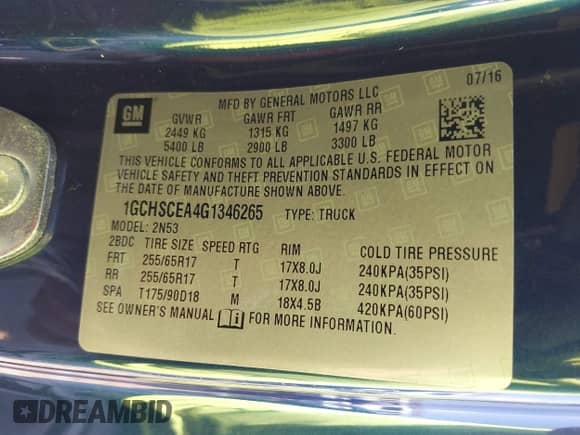 MFD BY GENERAL MOTORS LLC 07/16
GM
GVWR GAWR FRT GAWR RR
2449 KG 1315 KG 1497 KG
5400 LB 2900 LB 3300 LB
THIS VEHICLE CONFORMS TO ALL APPLICABLE U.S. FEDERAL MOTOR
VEHICLE SAFETY AND THEFT PREVENTION STANDARDS IN EFFECT ON
THE DATE OF MANUFACTURE SHOWN ABOVE.
1GCHSCEA4G1346265 TYPE: TRUCK
MODEL: 2N53
2BDC TIRE SIZE SPEED RTG RIM COLD TIRE PRESSURE
FRT 255/65R17 T 17X8.0J 240KPA(35PSI)
RR 255/65R17 T 17X8.0J 240KPA(35PSI)
SPA T175/90D18 M 18X4.5B 420KPA(60PSI)
SEE OWNER'S MANUAL i FOR MORE INFORMATION.
DREAMBID